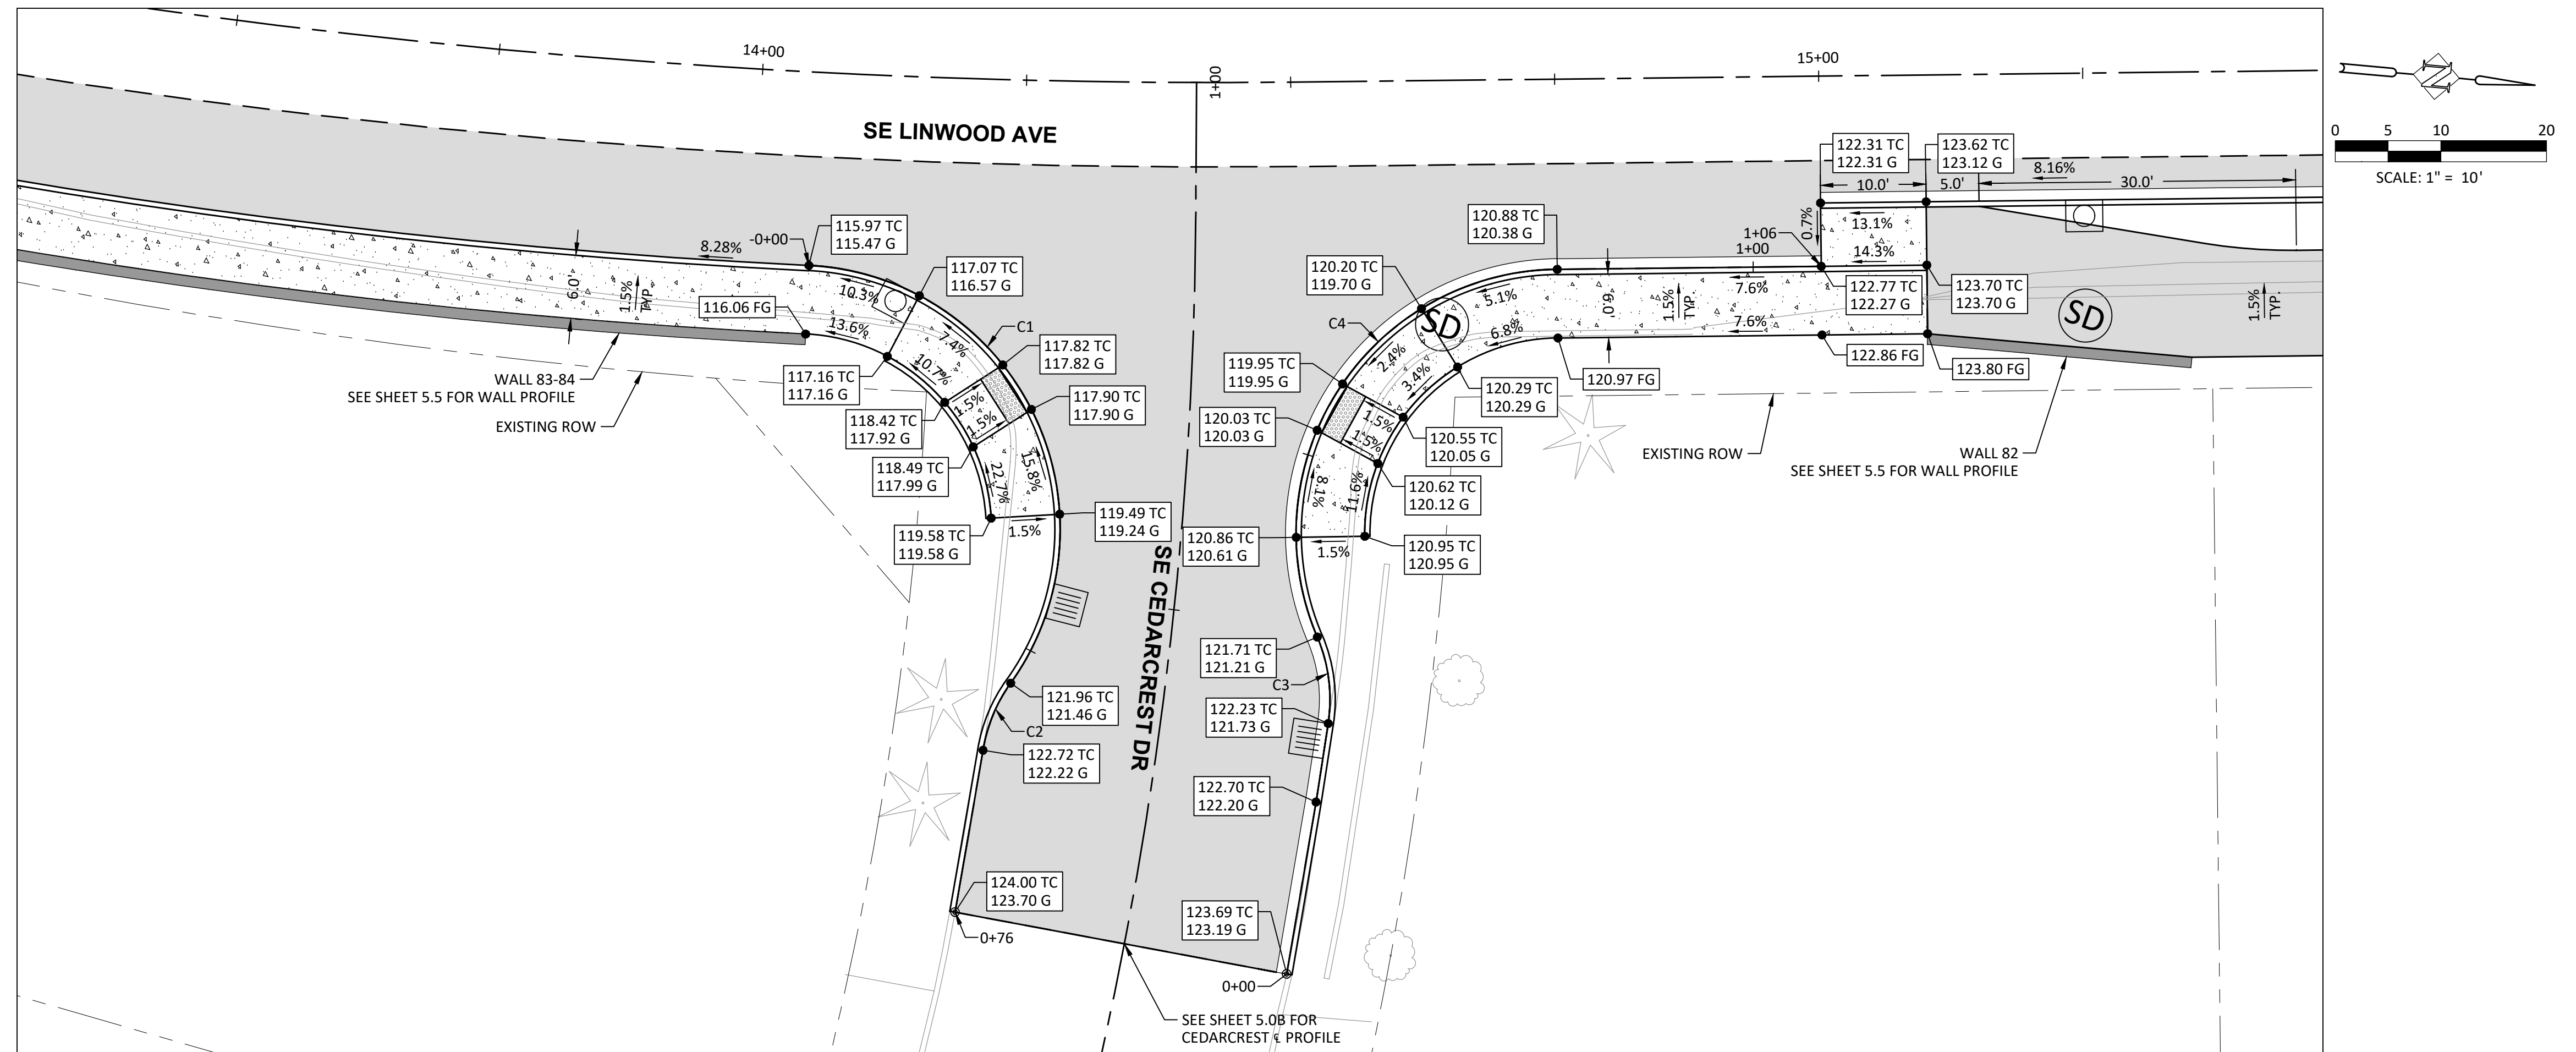 14+00
1+00
15+00
SE LINWOOD AVE
0 5 10 20
SCALE: 1" = 10'
122.31 TC
122.31 G
123.62 TC
123.12 G
8.16%
10.0'
5.0'
30.0'
13.1%
0.7%
14.3%
1+06
1+00
7.6%
7.6%
122.77 TC
122.27 G
123.70 TC
123.70 G
122.86 FG
123.80 FG
SD
1.5%
TYP.
115.97 TC
115.47 G
-0+00
8.28%
6.0'
1.5%
TYP.
116.06 FG
10.3%
13.6%
117.07 TC
116.57 G
C1
7.4%
10.7%
117.82 TC
117.82 G
117.16 TC
117.16 G
117.90 TC
117.90 G
1.5%
1.5%
118.42 TC
117.92 G
118.49 TC
117.99 G
22.7%
15.8%
119.58 TC
119.58 G
1.5%
119.49 TC
119.24 G
WALL 83-84
SEE SHEET 5.5 FOR WALL PROFILE
EXISTING ROW
120.88 TC
120.38 G
120.20 TC
119.70 G
C4
SD
5.1%
6.8%
6.0'
1.5%
TYP.
2.4%
3.4%
119.95 TC
119.95 G
120.97 FG
120.29 TC
120.29 G
120.03 TC
120.03 G
1.5%
1.5%
120.55 TC
120.05 G
120.62 TC
120.12 G
8.1%
11.6%
120.86 TC
120.61 G
1.5%
120.95 TC
120.95 G
EXISTING ROW
WALL 82
SEE SHEET 5.5 FOR WALL PROFILE
SE CEDARCREST DR
121.96 TC
121.46 G
C2
122.72 TC
122.22 G
121.71 TC
121.21 G
C3
122.23 TC
121.73 G
122.70 TC
122.20 G
124.00 TC
123.70 G
0+76
123.69 TC
123.19 G
0+00
SEE SHEET 5.0B FOR
CEDARCREST ℄ PROFILE